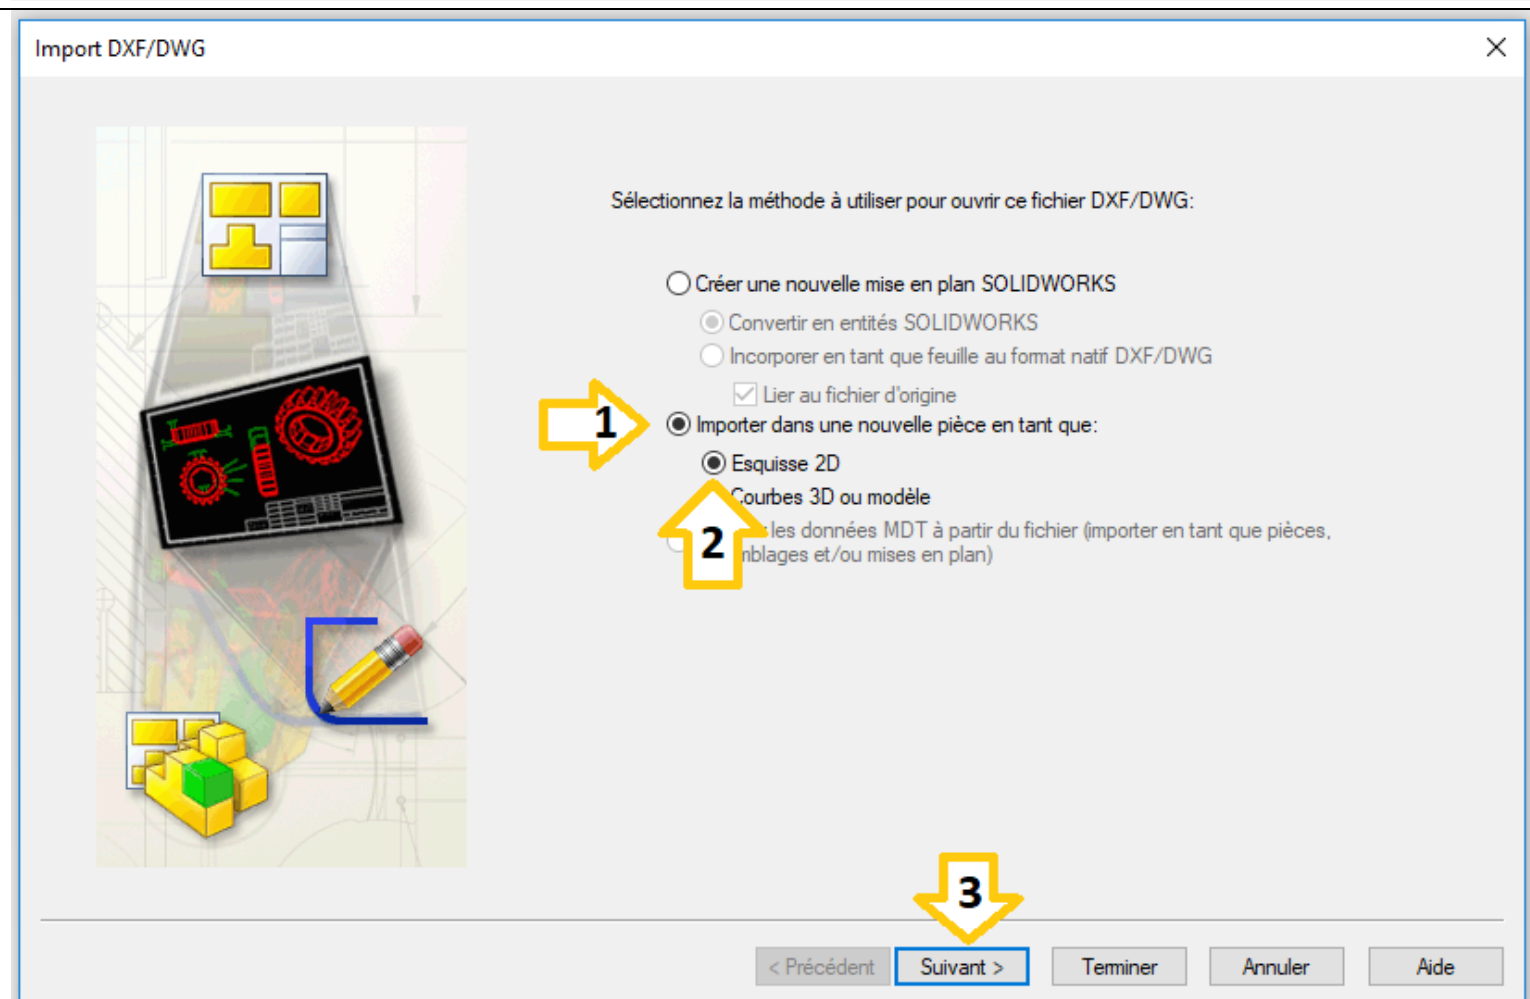 Import DXF/DWG
Sélectionnez la méthode à utiliser pour ouvrir ce fichier DXF/DWG:
Créer une nouvelle mise en plan SOLIDWORKS
Convertir en entités SOLIDWORKS
Incorporer en tant que feuille au format natif DXF/DWG
Lier au fichier d'origine
1
Importer dans une nouvelle pièce en tant que:
Esquisse 2D
Courbes 3D ou modèle
2
les données MDT à partir du fichier (importer en tant que pièces,
et/ou mises en plan)
3
< Précédent
Suivant >
Terminer
Annuler
Aide